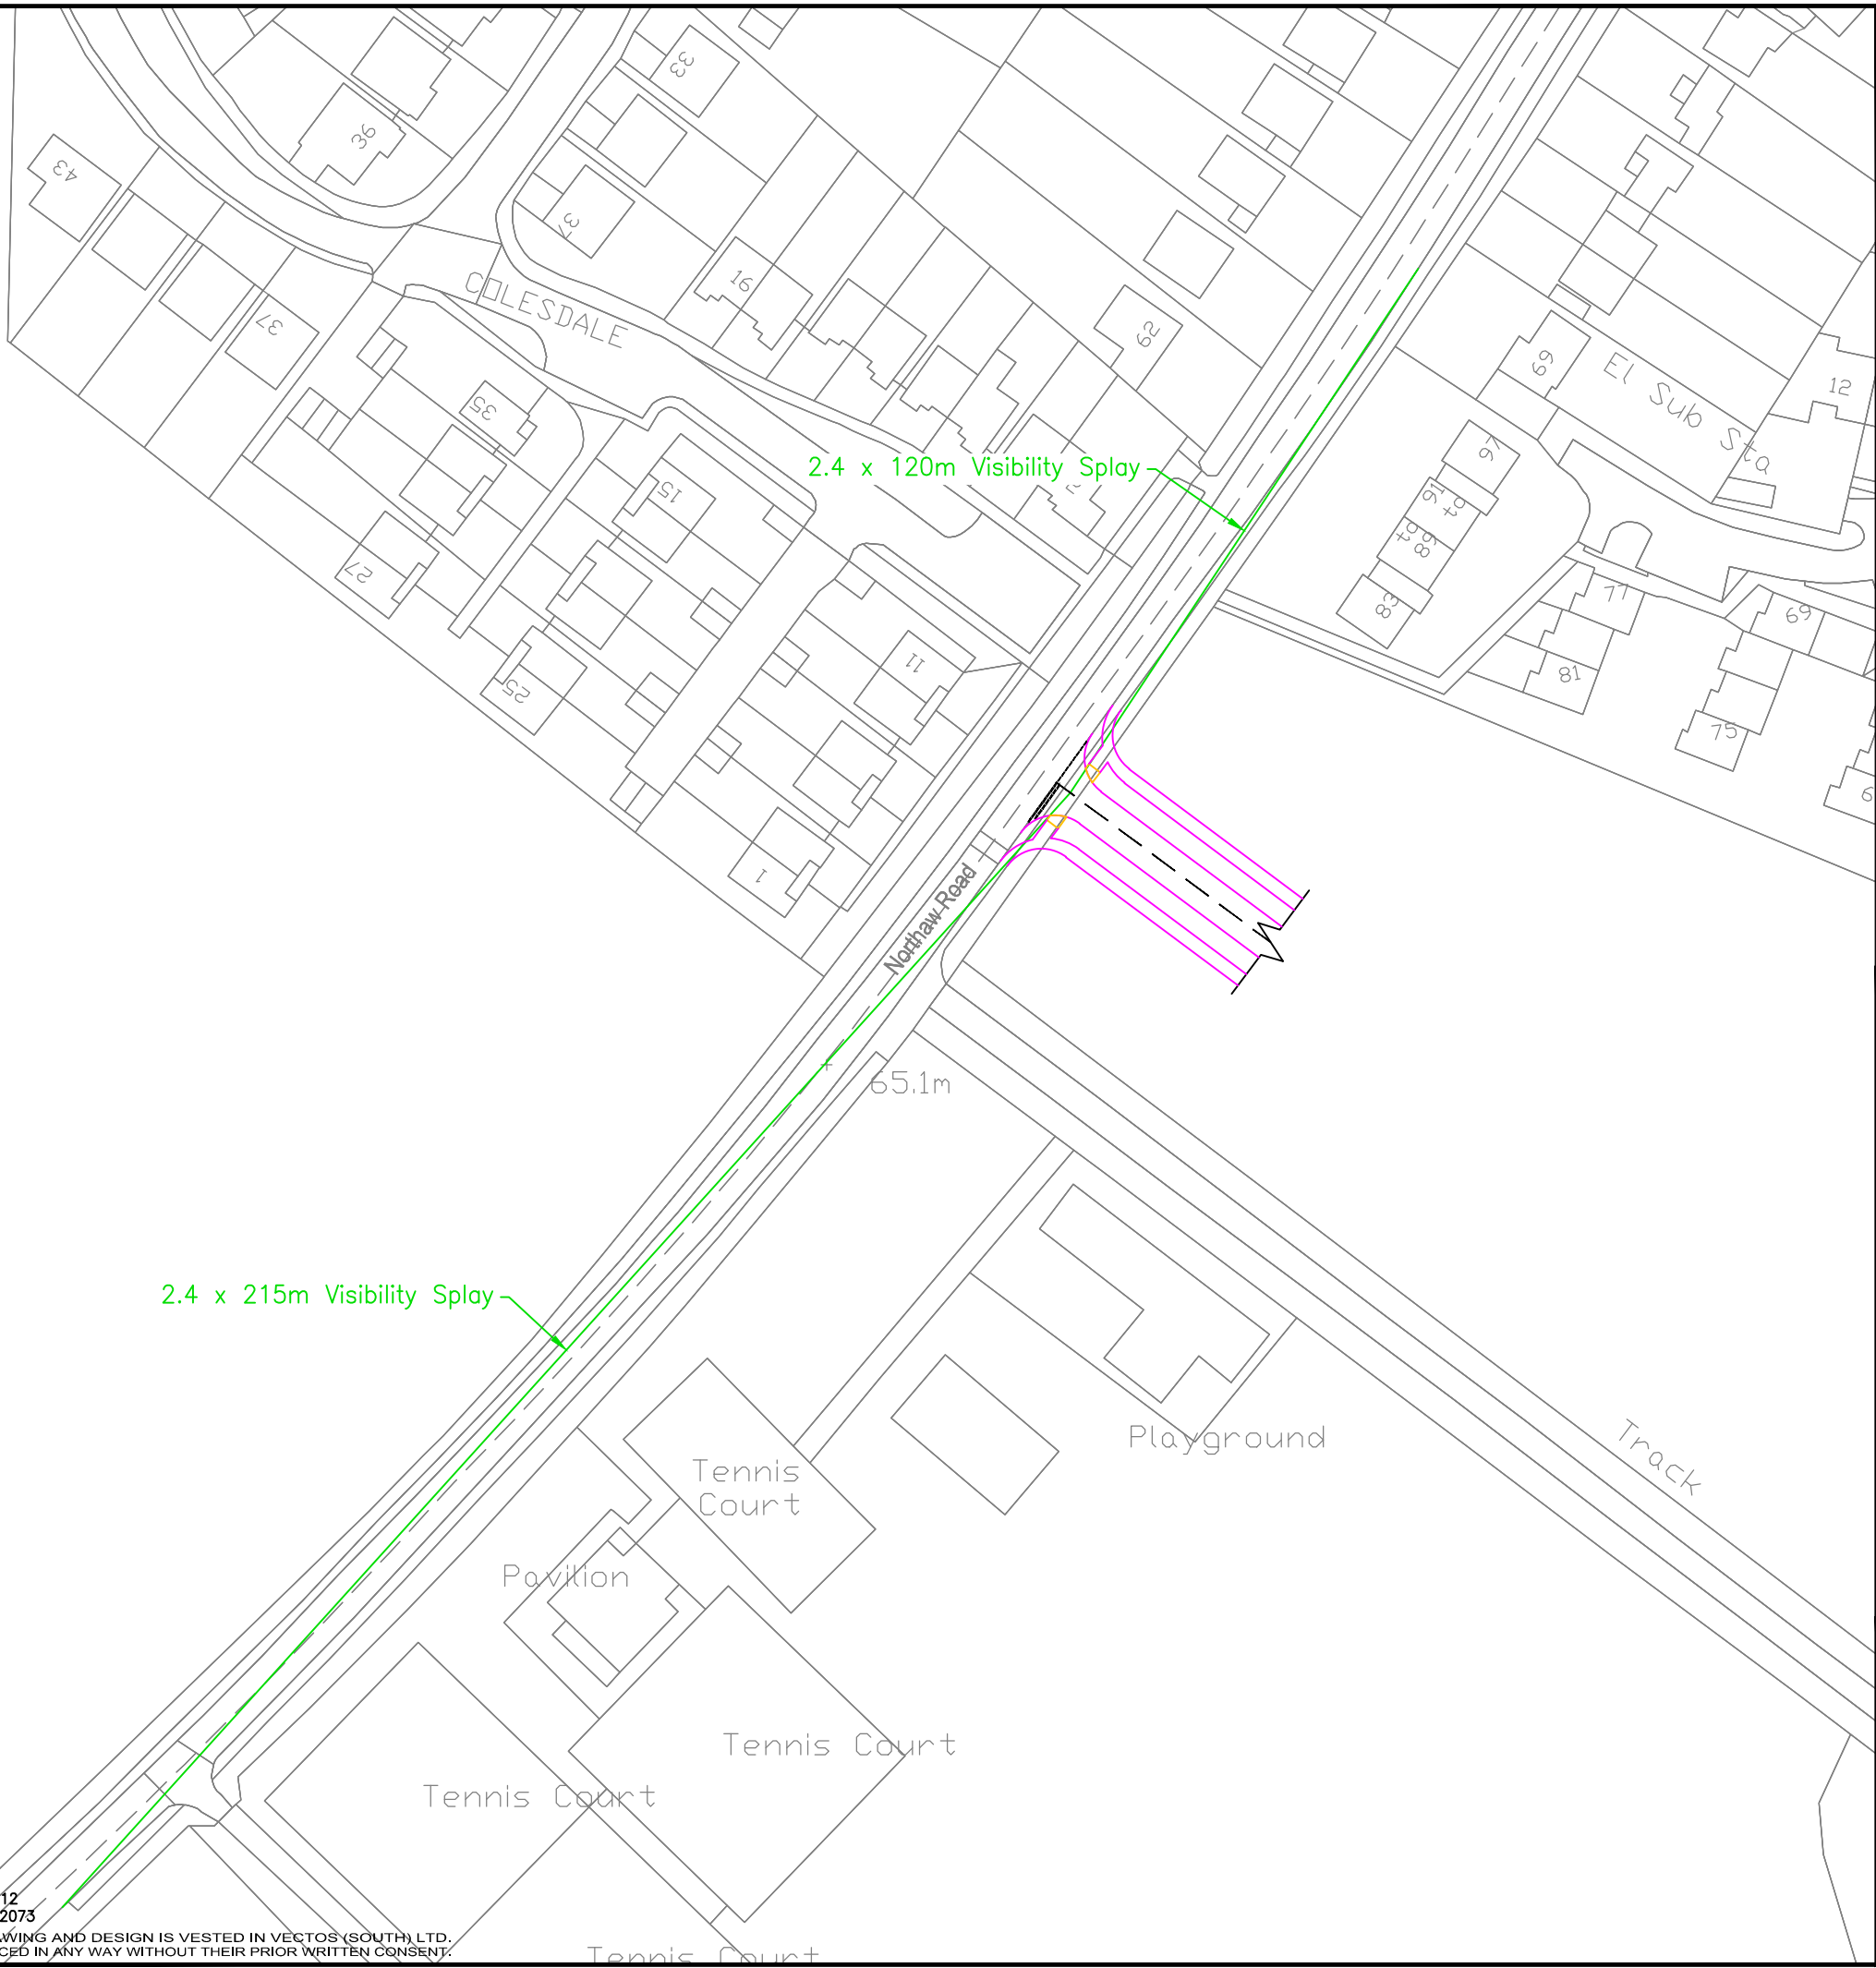 33
36
43
37
16
COLESDALE
37
62
69
El Sub Sta
12
35
97
2.4 x 120m Visibility Splay
15
91
27
83
77
69
11
81
25
75
1
Northaw Road
65.1m
2.4 x 215m Visibility Splay
Playground
Track
Tennis
Court
Pavilion
Tennis Court
Tennis Court
12
2073
WING AND DESIGN IS VESTED IN VECTOS (SOUTH) LTD.
CED IN ANY WAY WITHOUT THEIR PRIOR WRITTEN CONSENT.
Tennis Court